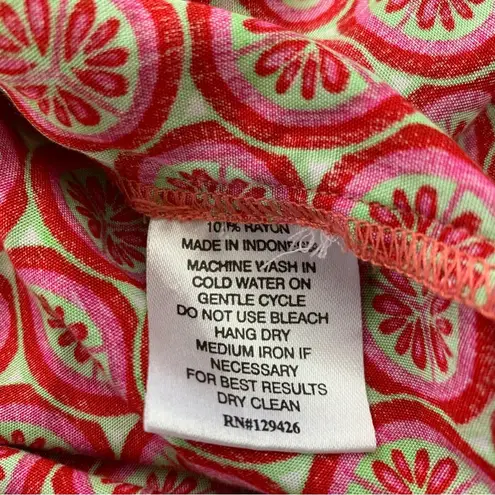 100% RAYON
MADE IN INDONESIA
MACHINE WASH IN
COLD WATER ON
GENTLE CYCLE
DO NOT USE BLEACH
HANG DRY
MEDIUM IRON IF
NECESSARY
FOR BEST RESULTS
DRY CLEAN
RN#129426